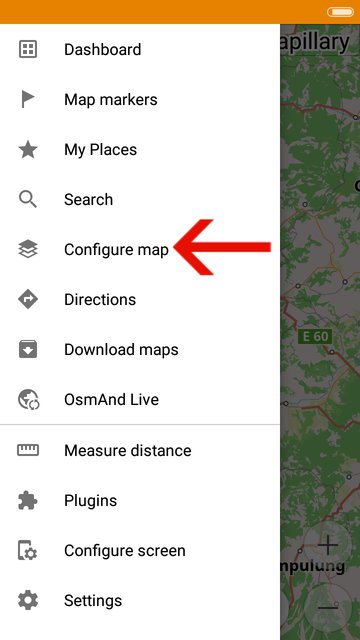 apillary
Dashboard
Map markers
My Places
Search
Configure map
Directions
E 60
Download maps
OsmAnd Live
Measure distance
Plugins
Configure screen
npulung
Settings